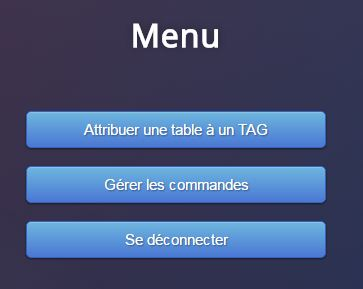 Menu
Attribuer une table à un TAG
Gérer les commandes
Se déconnecter